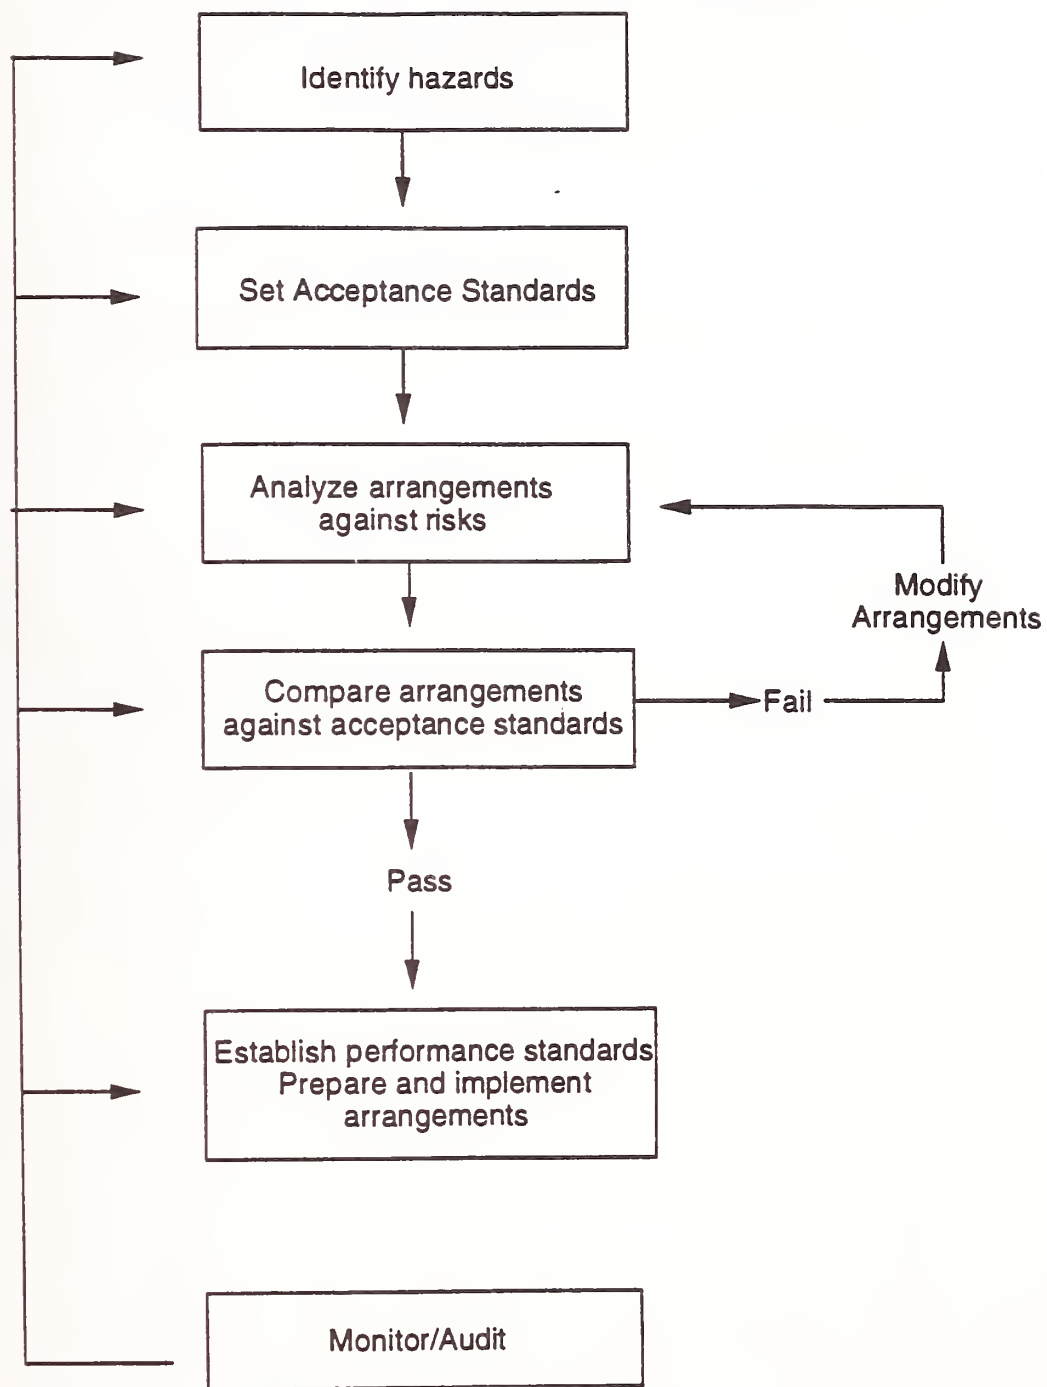 Identify hazards
Set Acceptance Standards
Analyze arrangements
against risks
Modify
Arrangements
Compare arrangements
against acceptance standards
Fail
Pass
Establish performance standards
Prepare and implement
arrangements
Monitor/Audit